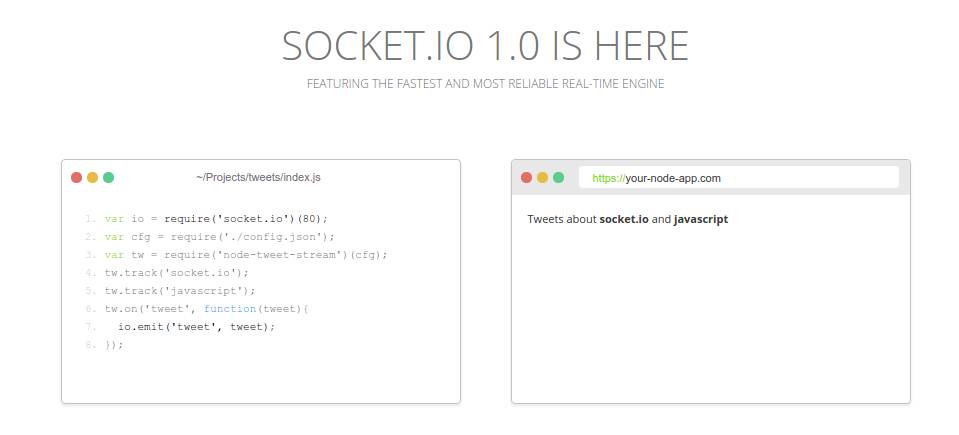 SOCKET.IO 1.0 IS HERE
FEATURING THE FASTEST AND MOST RELIABLE REAL-TIME ENGINE
~/Projects/tweets/index.js
1. var io = require('socket.io')(80);
2. var cfg = require('./config.json');
3. var tw = require('node-tweet-stream')(cfg);
4. tw.track('socket.io');
5. tw.track('javascript');
6. tw.on('tweet', function(tweet){
7.   io.emit('tweet', tweet);
8. });
https://your-node-app.com
Tweets about socket.io and javascript